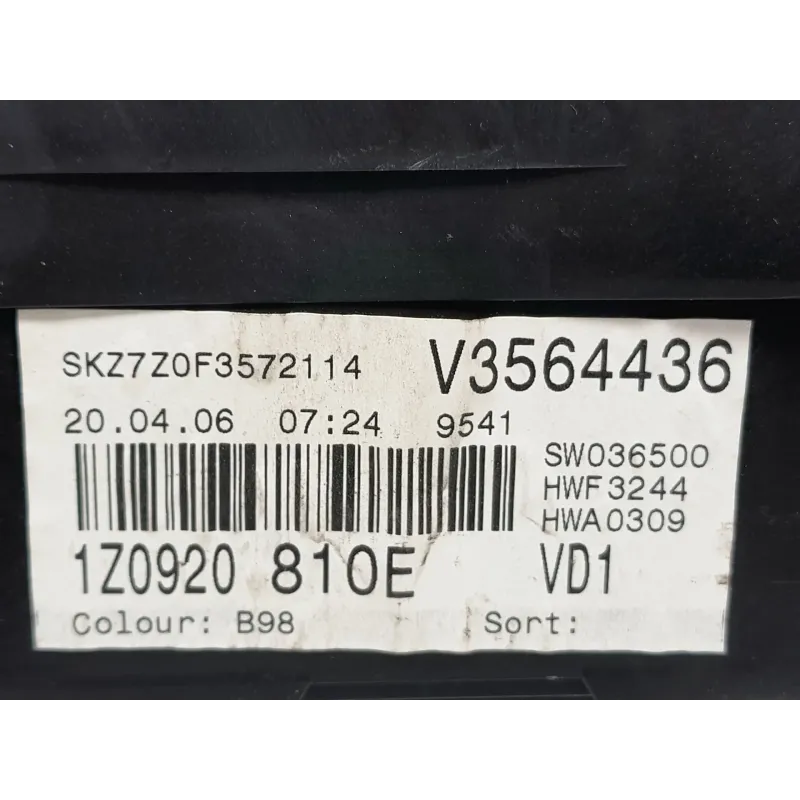 SKZ7Z0F3572114 V3564436
20.04.06 07:24 9541
SW036500
HWF3244
HWA0309
1Z0920 810E VD1
Colour: B98 Sort: